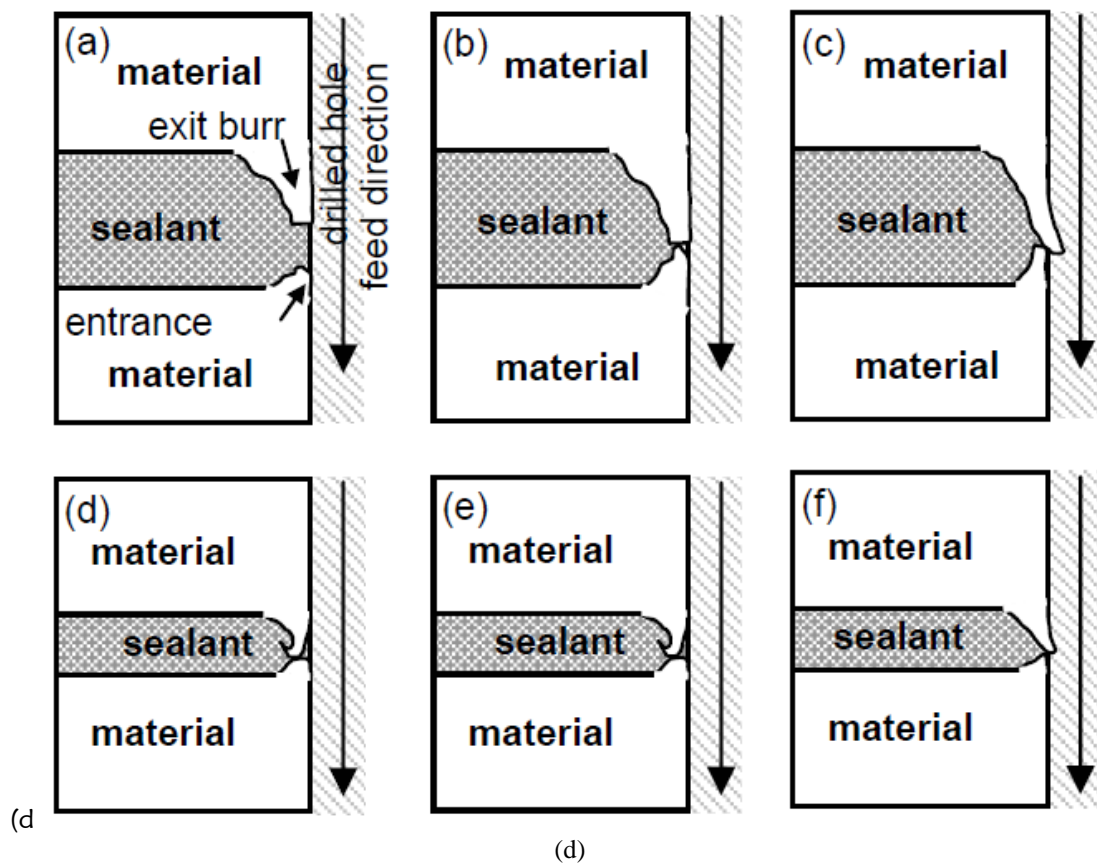 (a)
material
exit burr
sealant
entrance
material
drilled hole
feed direction
(b)
material
sealant
material
(c)
material
sealant
material
(d)
material
sealant
material
(e)
material
sealant
material
(f)
material
sealant
material
(d
(d)